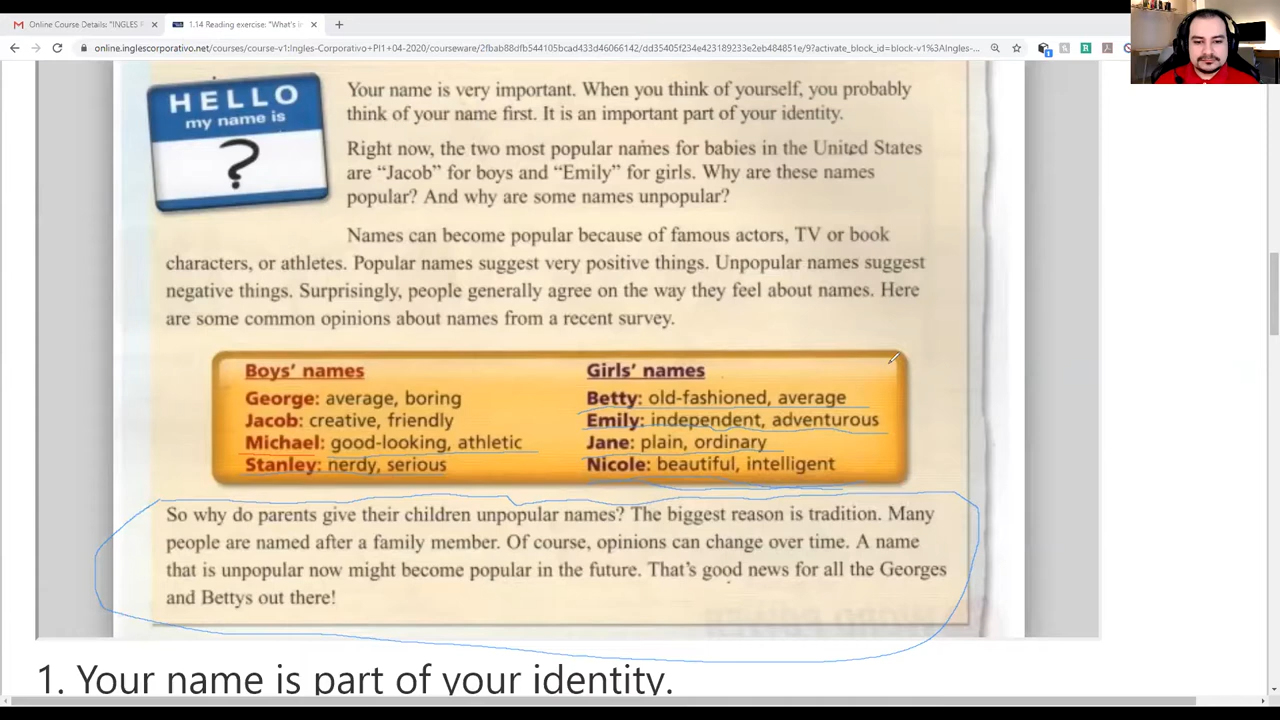 Online Course Details: "INGLES P
1.14 Reading exercise: "What's in
online.inglescorporativo.net/courses/course-v1:Ingles-Corporativo+PI1+04-2020/courseware/2fbab88dfb544105bcad433d46066142/dd35405f234e423189233e2eb484851e/9?activate_block_id=block-v1%3AIngles-...
HELLO
my name is
?
Your name is very important. When you think of yourself, you probably
think of your name first. It is an important part of your identity.
Right now, the two most popular names for babies in the United States
are “Jacob” for boys and “Emily” for girls. Why are these names
popular? And why are some names unpopular?
Names can become popular because of famous actors, TV or book
characters, or athletes. Popular names suggest very positive things. Unpopular names suggest
negative things. Surprisingly, people generally agree on the way they feel about names. Here
are some common opinions about names from a recent survey.
Boys’ names
George: average, boring
Jacob: creative, friendly
Michael: good-looking, athletic
Stanley: nerdy, serious
Girls’ names
Betty: old-fashioned, average
Emily: independent, adventurous
Jane: plain, ordinary
Nicole: beautiful, intelligent
So why do parents give their children unpopular names? The biggest reason is tradition. Many
people are named after a family member. Of course, opinions can change over time. A name
that is unpopular now might become popular in the future. That’s good news for all the Georges
and Bettys out there!
1. Your name is part of your identity.